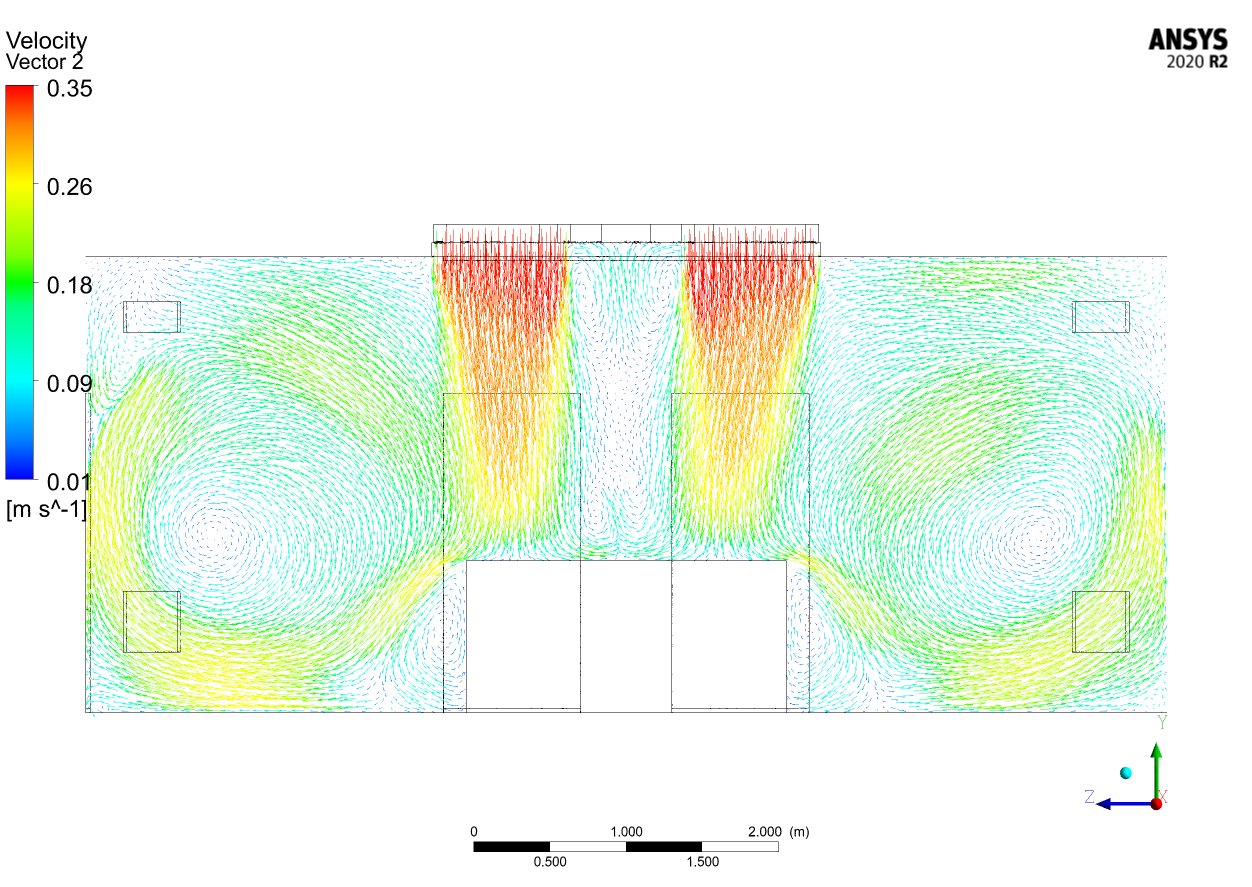 Velocity
Vector 2
0.35
0.26
0.18
0.09
0.01
[m s^-1]
ANSYS
2020 R2
Y
Z
X
0
1.000
2.000
(m)
0.500
1.500